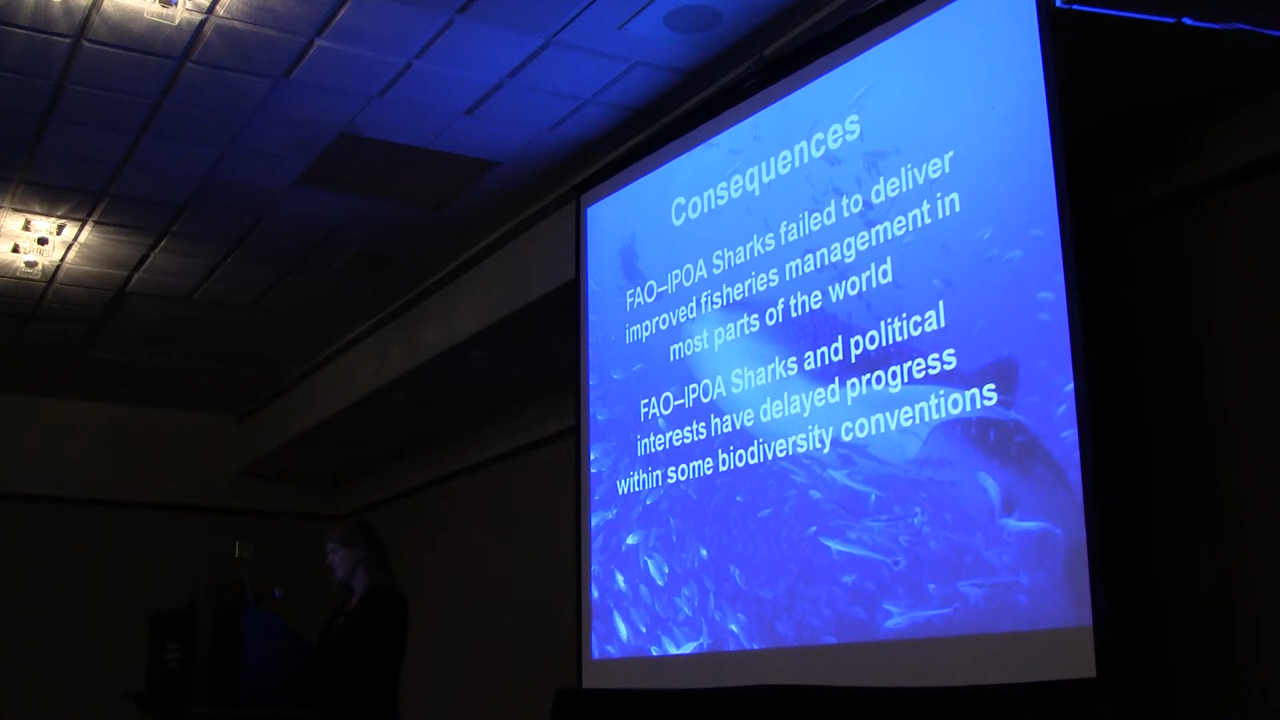 Consequences
FAO–IPOA Sharks failed to deliver
improved fisheries management in
most parts of the world
FAO–IPOA Sharks and political
interests have delayed progress
within some biodiversity conventions